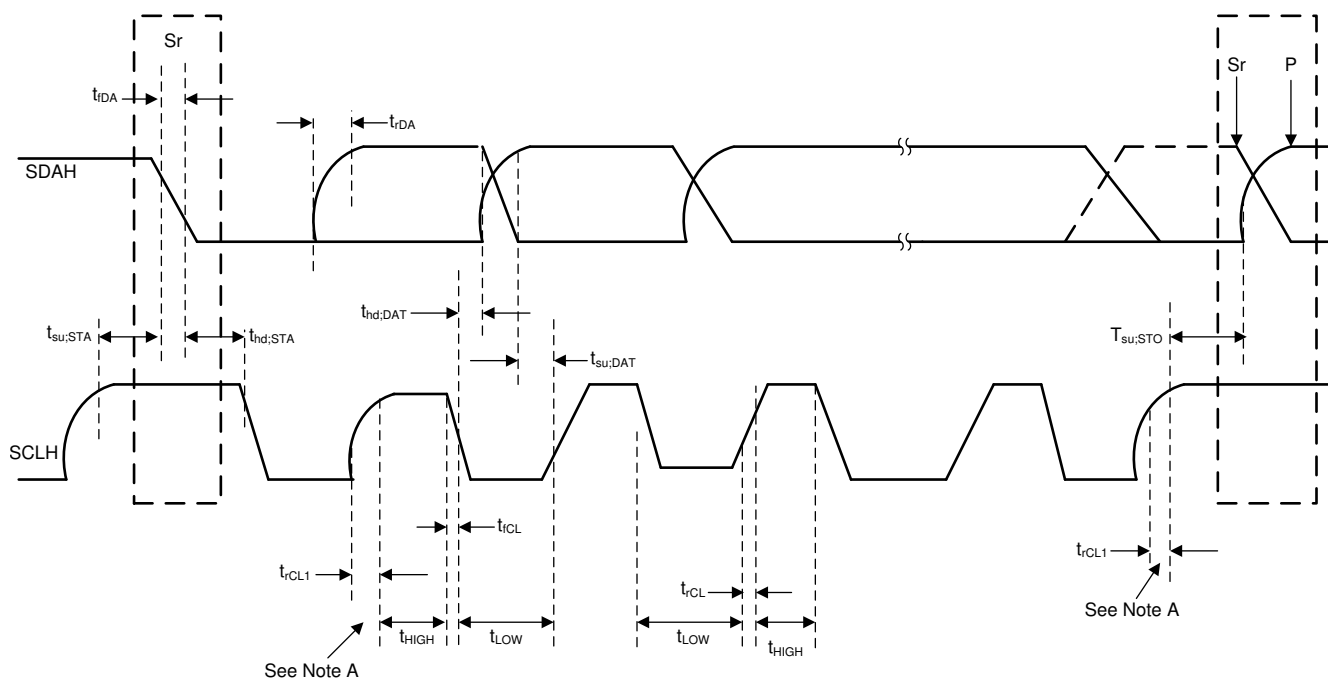 Sr
Sr P
tfDA
trDA
SDAH
thd;DAT
tsu;STA thd;STA Tsu;STO
tsu;DAT
SCLH
tfCL
trCL1 trCL trCL1
See Note A
tHIGH tLOW tLOW tHIGH
See Note A